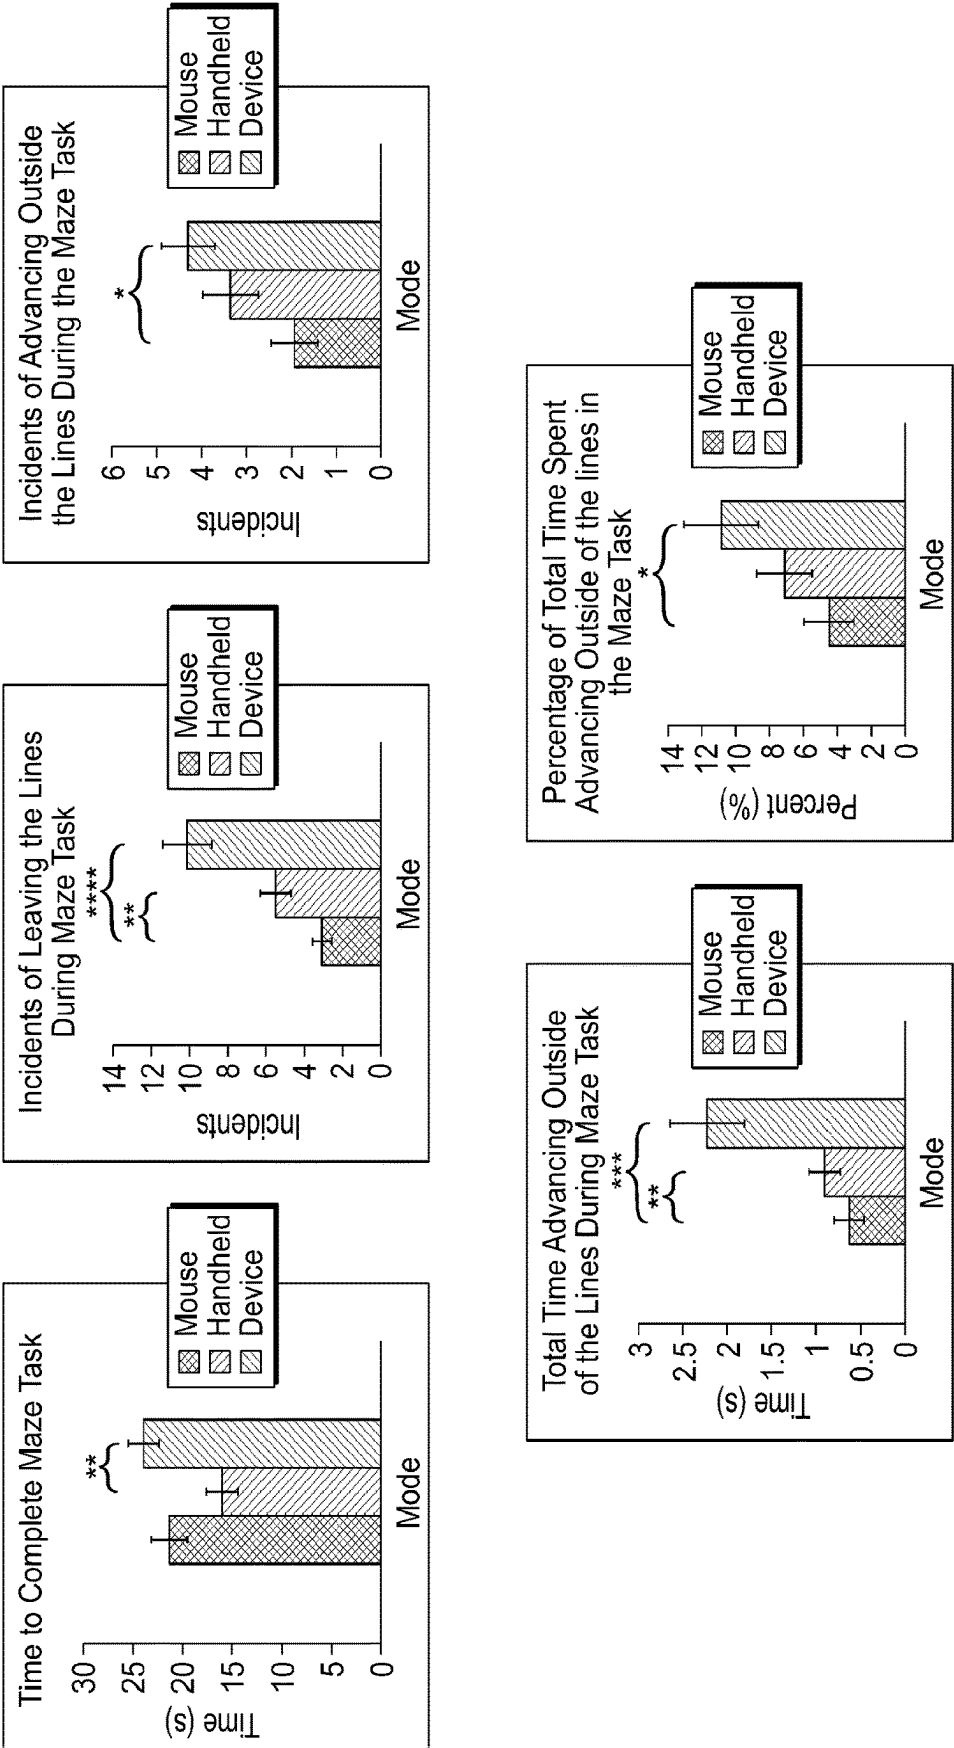 Time to Complete Maze Task
Time (s)
30
25
20
15
10
5
0
**
Mode
Mouse
Handheld
Device
Incidents of Leaving the Lines
During Maze Task
Incidents
14
12
10
8
6
4
2
0
****
**
Mode
Mouse
Handheld
Device
Incidents of Advancing Outside
the Lines During the Maze Task
Incidents
6
5
4
3
2
1
0
*
Mode
Mouse
Handheld
Device
Total Time Advancing Outside
of the Lines During Maze Task
Time (s)
3
2.5
2
1.5
1
0.5
0
***
**
Mode
Mouse
Handheld
Device
Percentage of Total Time Spent
Advancing Outside of the lines in
the Maze Task
Percent (%)
14
12
10
8
6
4
2
0
*
Mode
Mouse
Handheld
Device